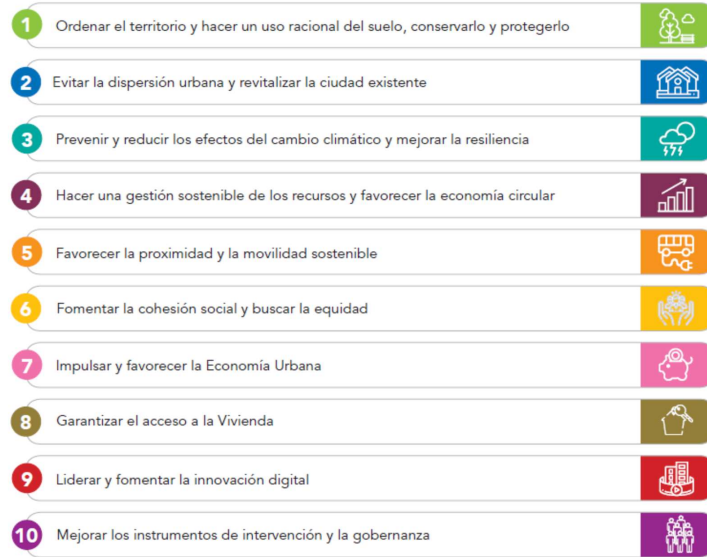 1 Ordenar el territorio y hacer un uso racional del suelo, conservarlo y protegerlo
2 Evitar la dispersión urbana y revitalizar la ciudad existente
3 Prevenir y reducir los efectos del cambio climático y mejorar la resiliencia
4 Hacer una gestión sostenible de los recursos y favorecer la economía circular
5 Favorecer la proximidad y la movilidad sostenible
6 Fomentar la cohesión social y buscar la equidad
7 Impulsar y favorecer la Economía Urbana
8 Garantizar el acceso a la Vivienda
9 Liderar y fomentar la innovación digital
10 Mejorar los instrumentos de intervención y la gobernanza